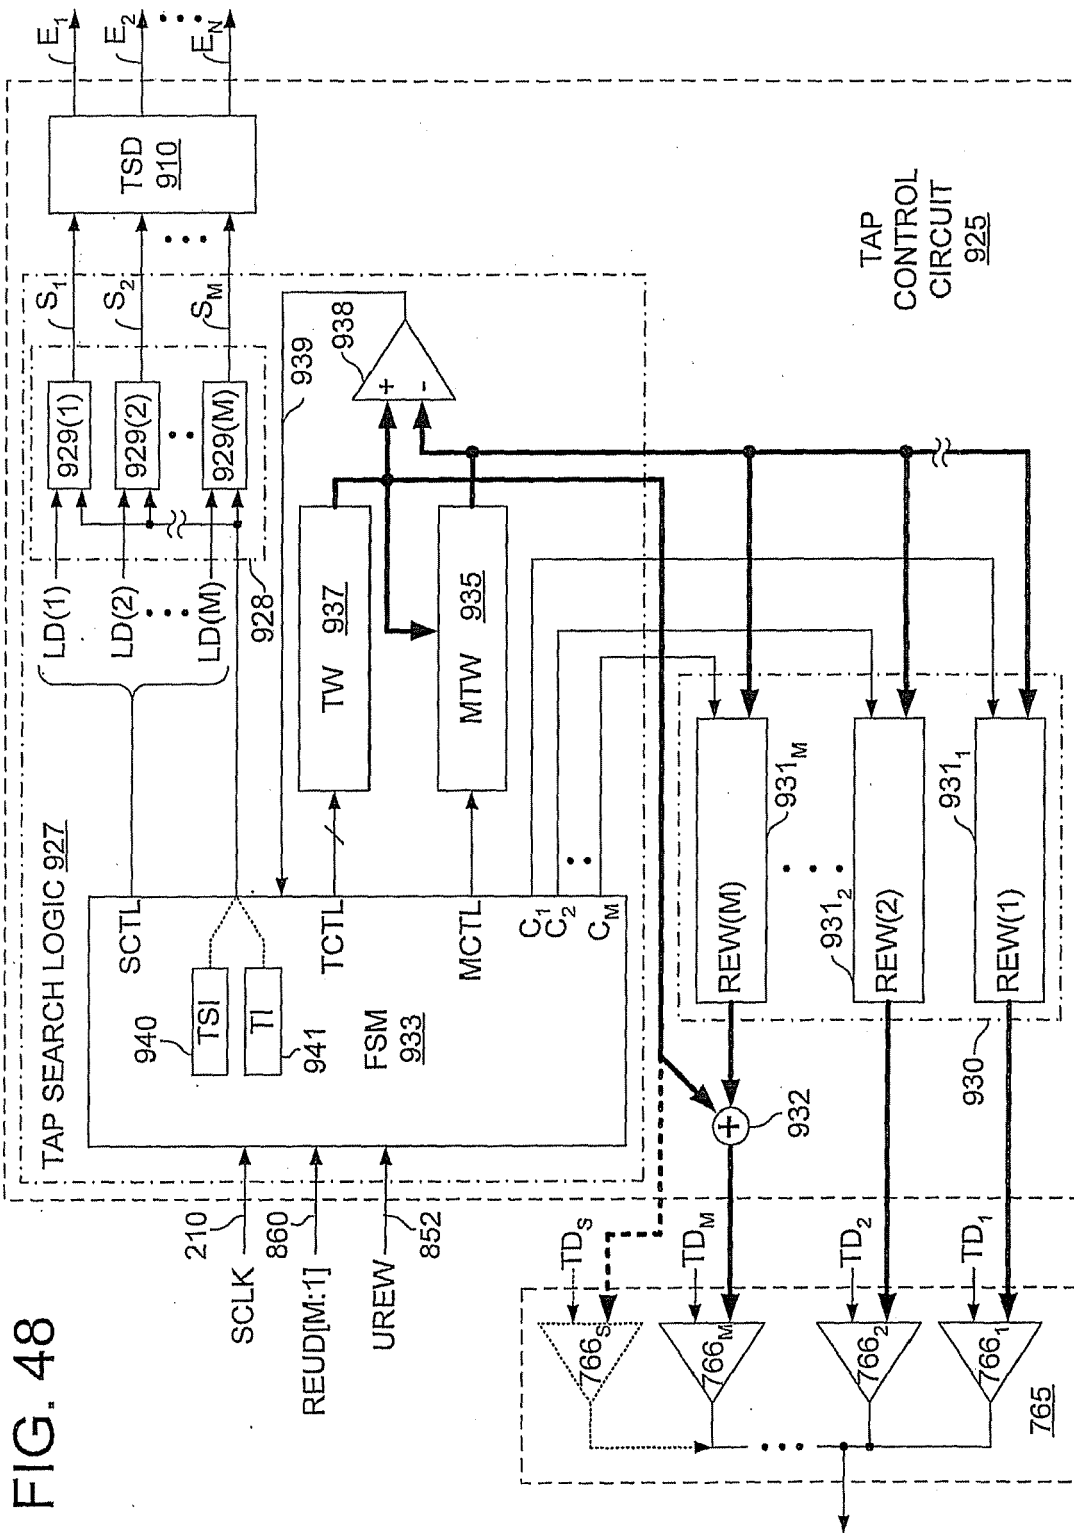 FIG. 48
TAP SEARCH LOGIC 927
SCLK
210
REUD[M:1]
860
UREW
852
940
TSI
TI
941
FSM
933
SCTL
TCTL
MCTL
C1
C2
CM
LD(1)
LD(2)
LD(M)
928
929(1)
929(2)
929(M)
S1
S2
SM
TSD
910
E1
E2
EN
TW 937
MTW 935
939
938
+
-
TAP
CONTROL
CIRCUIT
925
932
+
REW(M)
931M
REW(2)
9312
REW(1)
9311
930
TDS
TDM
TD2
TD1
766S
766M
7662
7661
765